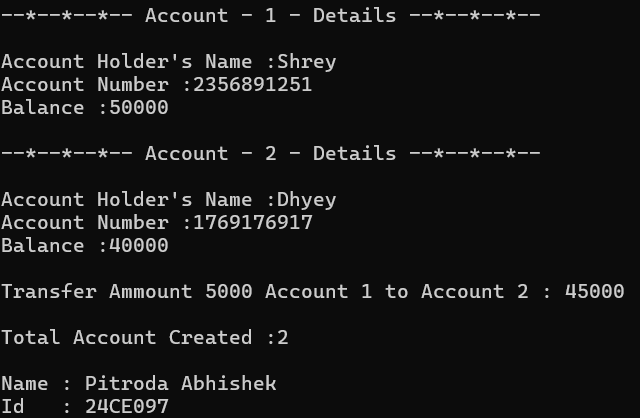 --*--*--*-- Account - 1 - Details --*--*--*--
Account Holder's Name :Shrey
Account Number :2356891251
Balance :50000
--*--*--*-- Account - 2 - Details --*--*--*--
Account Holder's Name :Dhyey
Account Number :1769176917
Balance :40000
Transfer Ammount 5000 Account 1 to Account 2 : 45000
Total Account Created :2
Name : Pitroda Abhishek
Id   : 24CE097